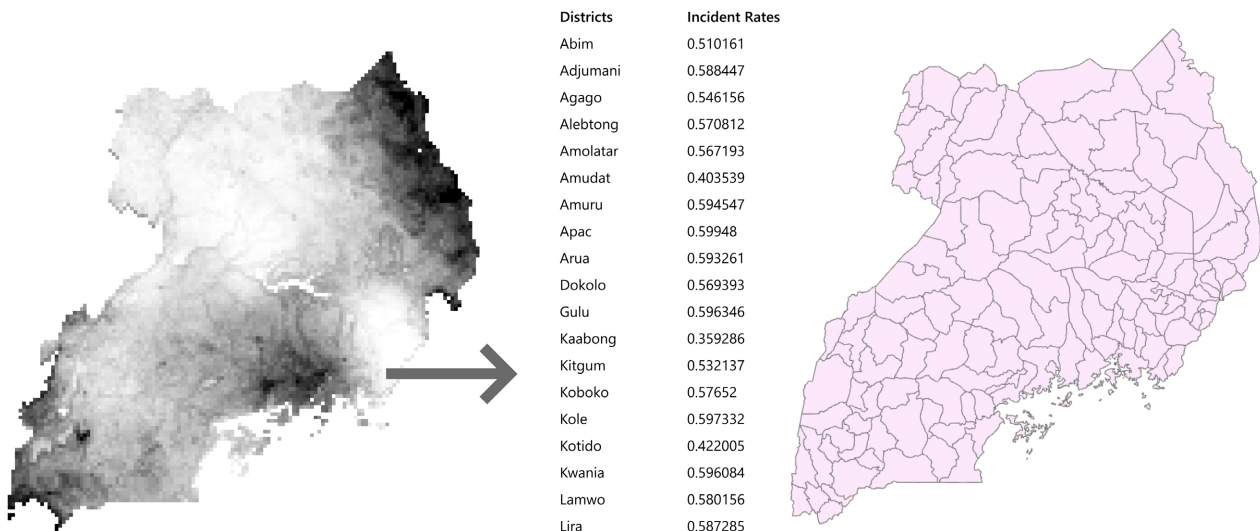 Districts Incident Rates
Abim 0.510161
Adjumani 0.588447
Agago 0.546156
Alebtong 0.570812
Amolatar 0.567193
Amudat 0.403539
Amuru 0.594547
Apac 0.59948
Arua 0.593261
Dokolo 0.569393
Gulu 0.596346
Kaabong 0.359286
Kitgum 0.532137
Koboko 0.57652
Kole 0.597332
Kotido 0.422005
Kwania 0.596084
Lamwo 0.580156
Lira 0.587285